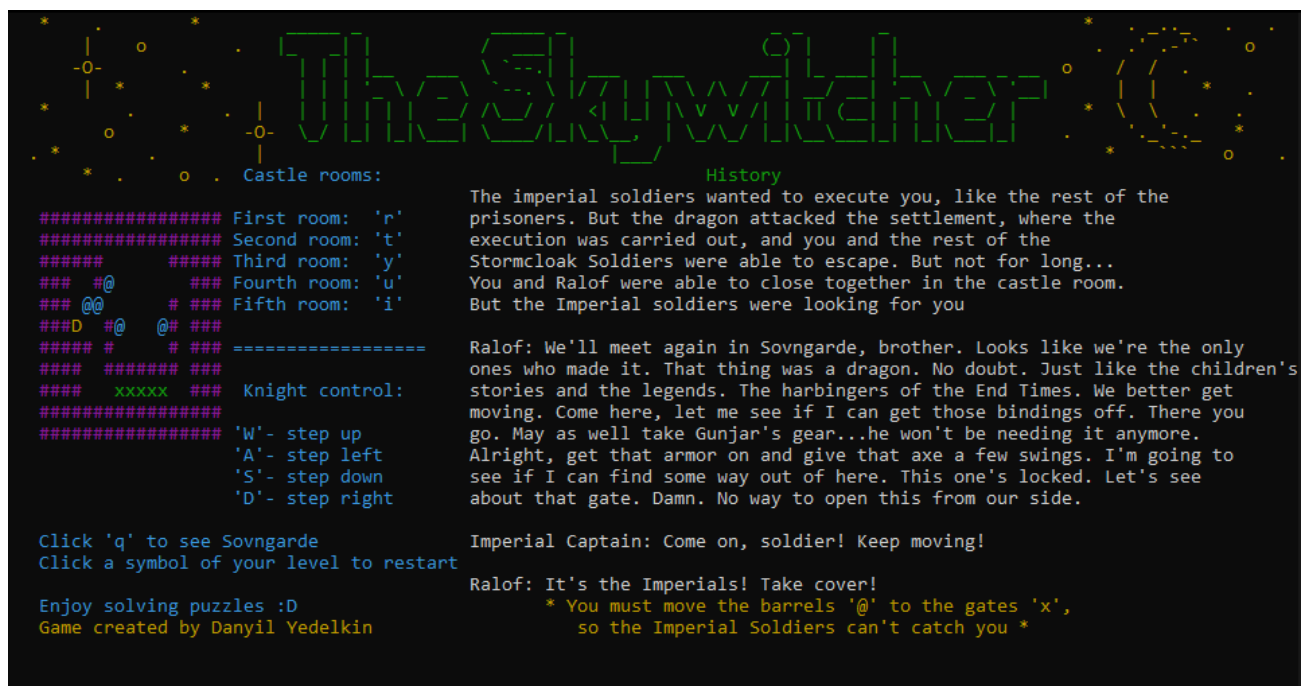 TheSkywitcher
Castle rooms:
First room:  'r'
Second room: 't'
Third room:  'y'
Fourth room: 'u'
Fifth room:  'i'
#################
#################
######      #####
###  #@       ###
### @@      # ###
###D  #@   @# ###
##### #     # ###
####  ####### ###
####   xxxxx  ###
#################
#################
===================
Knight control:
'W'- step up
'A'- step left
'S'- step down
'D'- step right
Click 'q' to see Sovngarde
Click a symbol of your level to restart
Enjoy solving puzzles :D
Game created by Danyil Yedelkin
History
The imperial soldiers wanted to execute you, like the rest of the
prisoners. But the dragon attacked the settlement, where the
execution was carried out, and you and the rest of the
Stormcloak Soldiers were able to escape. But not for long...
You and Ralof were able to close together in the castle room.
But the Imperial soldiers were looking for you
Ralof: We'll meet again in Sovngarde, brother. Looks like we're the only
ones who made it. That thing was a dragon. No doubt. Just like the children's
stories and the legends. The harbingers of the End Times. We better get
moving. Come here, let me see if I can get those bindings off. There you
go. May as well take Gunjar's gear...he won't be needing it anymore.
Alright, get that armor on and give that axe a few swings. I'm going to
see if I can find some way out of here. This one's locked. Let's see
about that gate. Damn. No way to open this from our side.
Imperial Captain: Come on, soldier! Keep moving!
Ralof: It's the Imperials! Take cover!
* You must move the barrels '@' to the gates 'x',
so the Imperial Soldiers can't catch you *